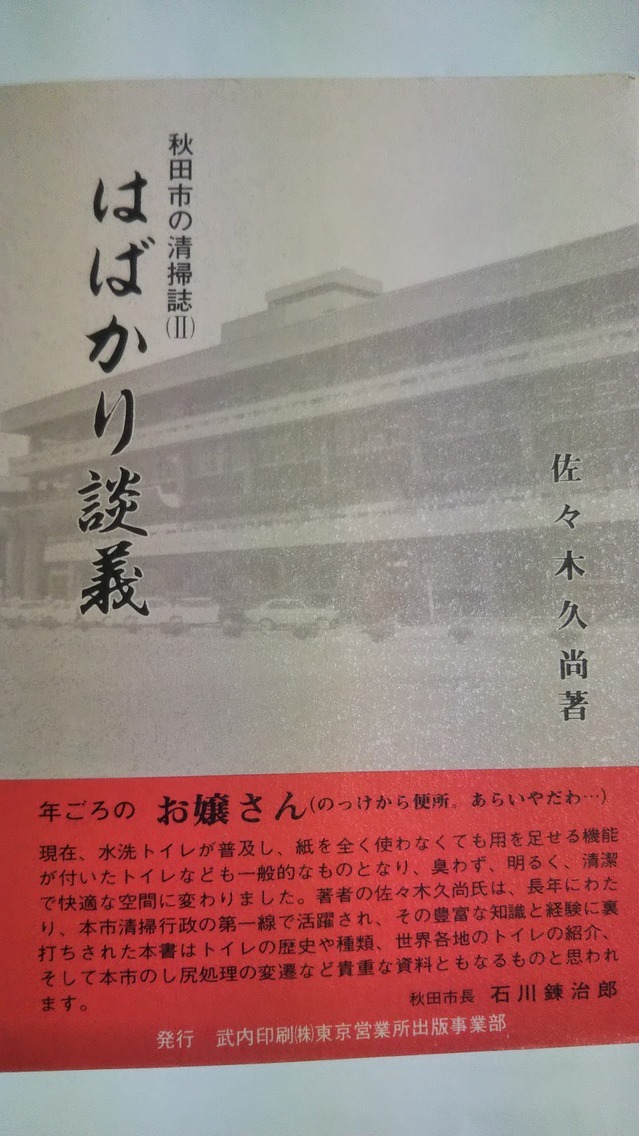 秋田市の清掃誌(Ⅱ)
はばかり談義
佐々木久尚著
年ごろの お嬢さん(のっけから便所。あらいやだわ…)
現在、水洗トイレが普及し、紙を全く使わなくても用を足せる機能
が付いたトイレなども一般的なものとなり、臭わず、明るく、清潔
で快適な空間に変わりました。著者の佐々木久尚氏は、長年にわた
り、本市清掃行政の第一線で活躍され、その豊富な知識と経験に裏
打ちされた本書はトイレの歴史や種類、世界各地のトイレの紹介、
そして本市のし尻処理の変遷など貴重な資料ともなるものと思われ
ます。
秋田市長 石川錬治郎
発行 武内印刷㈱東京営業所出版事業部